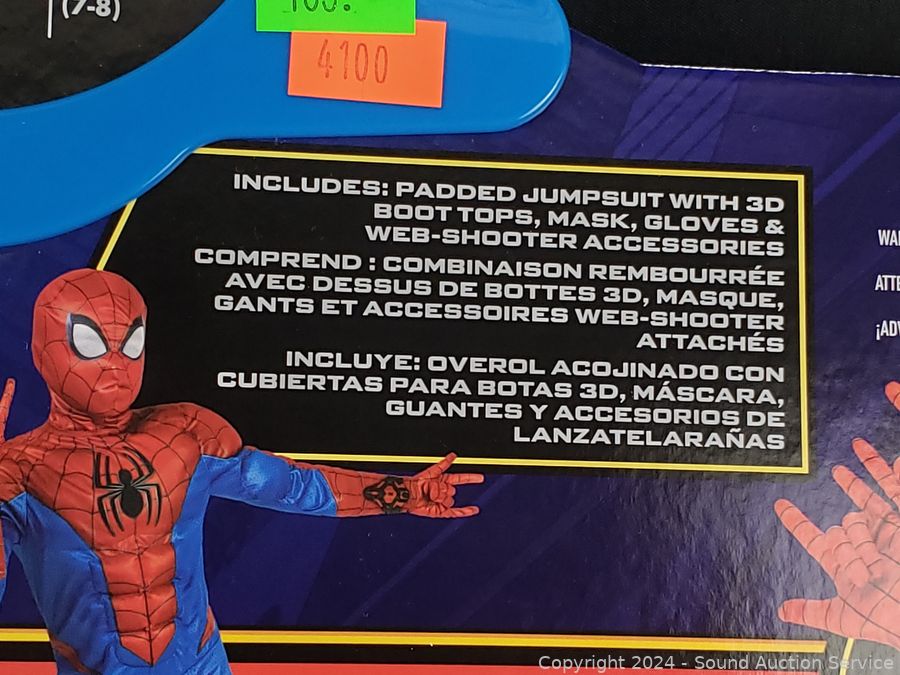 (7-8)
4100
INCLUDES: PADDED JUMPSUIT WITH 3D
BOOT TOPS, MASK, GLOVES &
WEB-SHOOTER ACCESSORIES
COMPREND : COMBINAISON REMBOURRÉE
AVEC DESSUS DE BOTTES 3D, MASQUE,
GANTS ET ACCESSOIRES WEB-SHOOTER
ATTACHÉS
INCLUYE: OVEROL ACOJINADO CON
CUBIERTAS PARA BOTAS 3D, MÁSCARA,
GUANTES Y ACCESORIOS DE
LANZATELARAÑAS
Copyright 2024 - Sound Auction Service